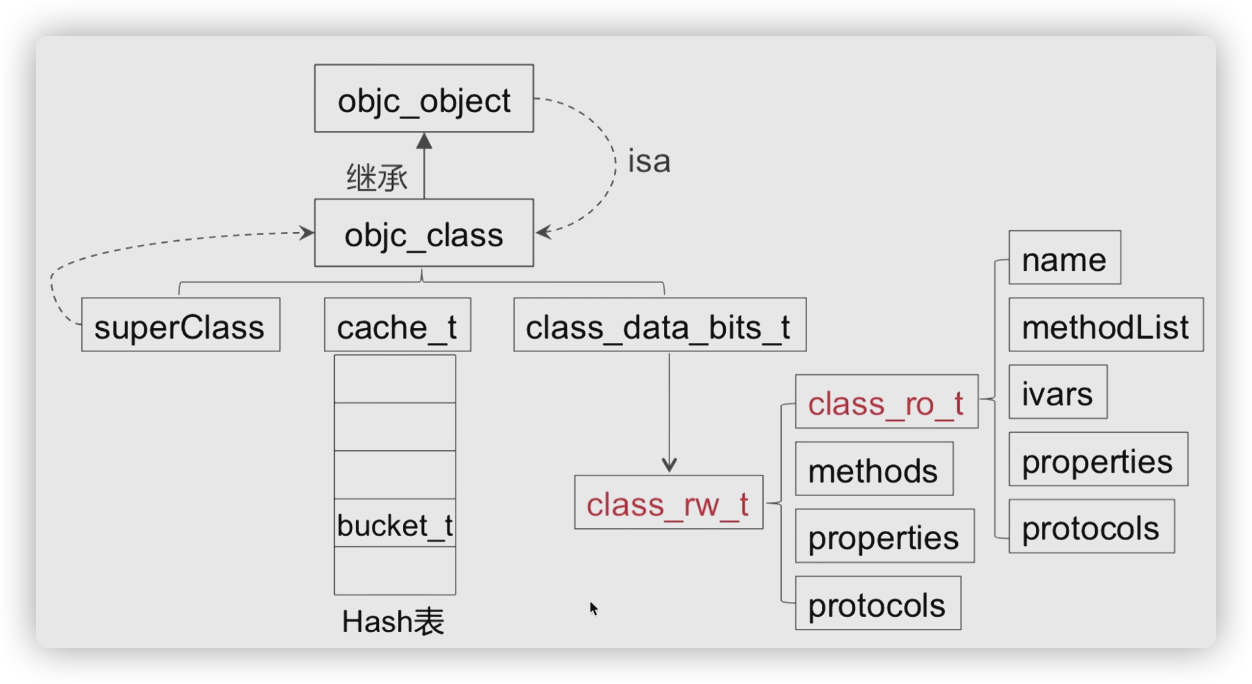 objc_object
isa
继承
objc_class
superClass
cache_t
class_data_bits_t
bucket_t
Hash表
class_rw_t
class_ro_t
methods
properties
protocols
name
methodList
ivars
properties
protocols